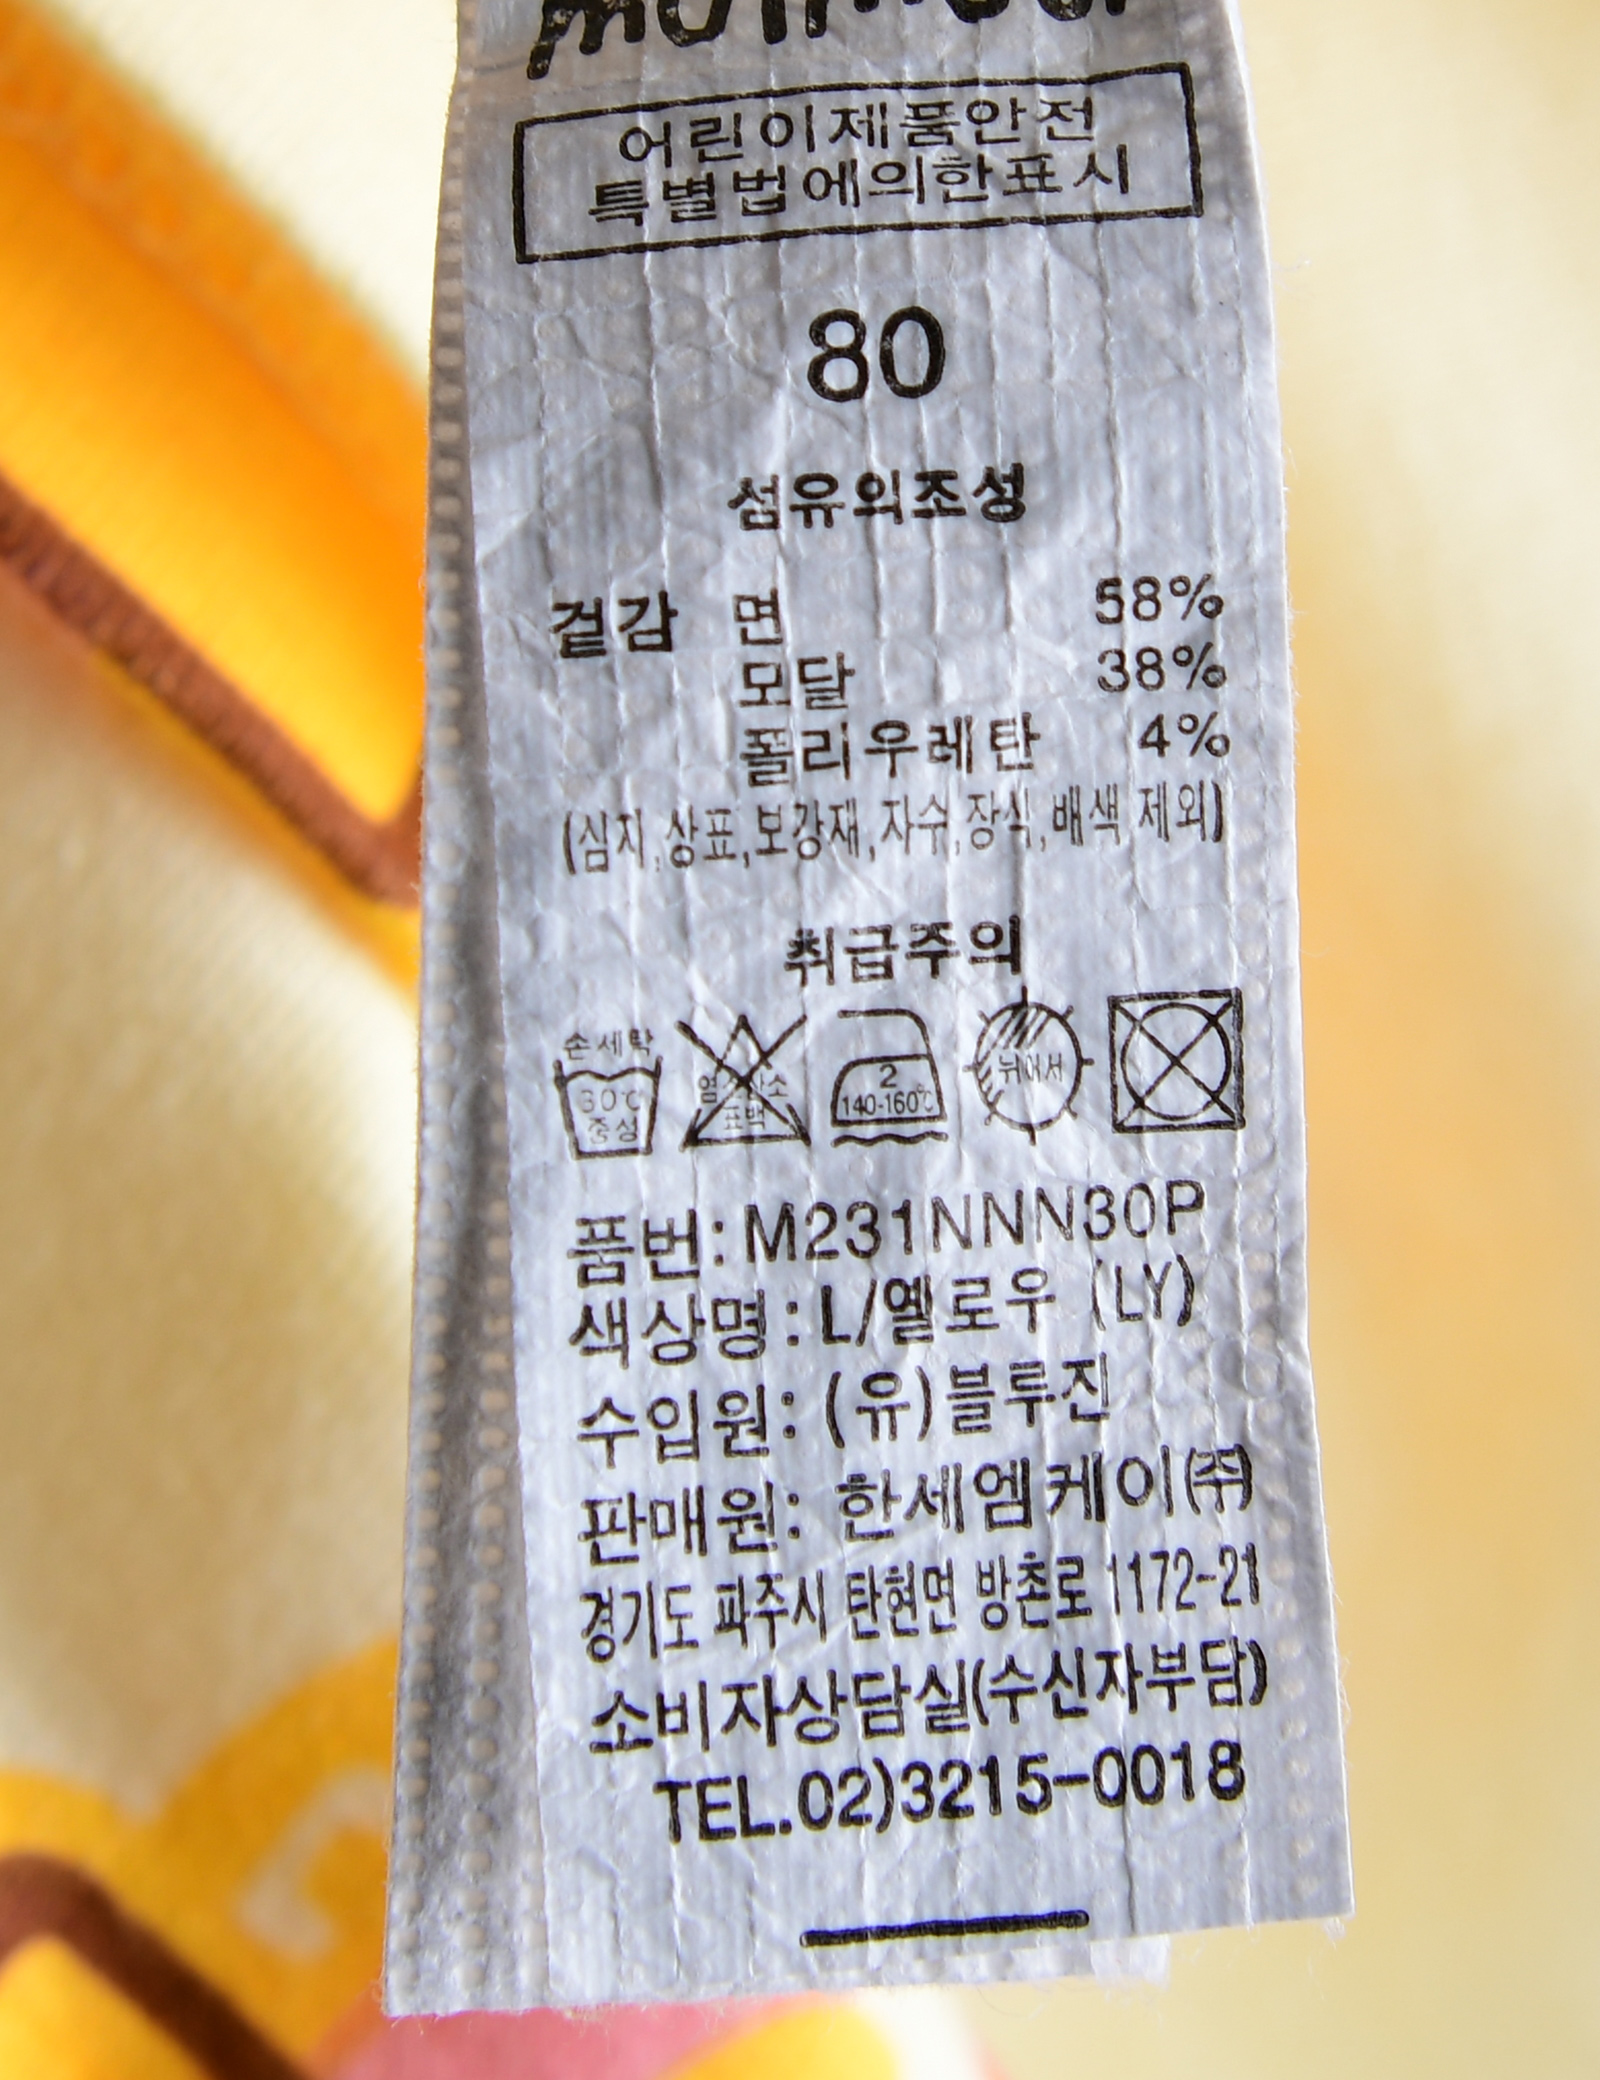 어린이제품안전
특별법에의한표시
80
섬유의조성
겉감 면 58%
모달 38%
폴리우레탄 4%
(심지,상표,보강재,자수,장식,배색 제외)
취급주의
손세탁
30℃
중성
염소산소
표백
2
140-160℃
뉘어서
품번: M231NNN30P
색상명: L/옐로우 (LY)
수입원: (유)블루진
판매원: 한세엠케이㈜
경기도 파주시 탄현면 방촌로 1172-21
소비자상담실(수신자부담)
TEL.02)3215-0018